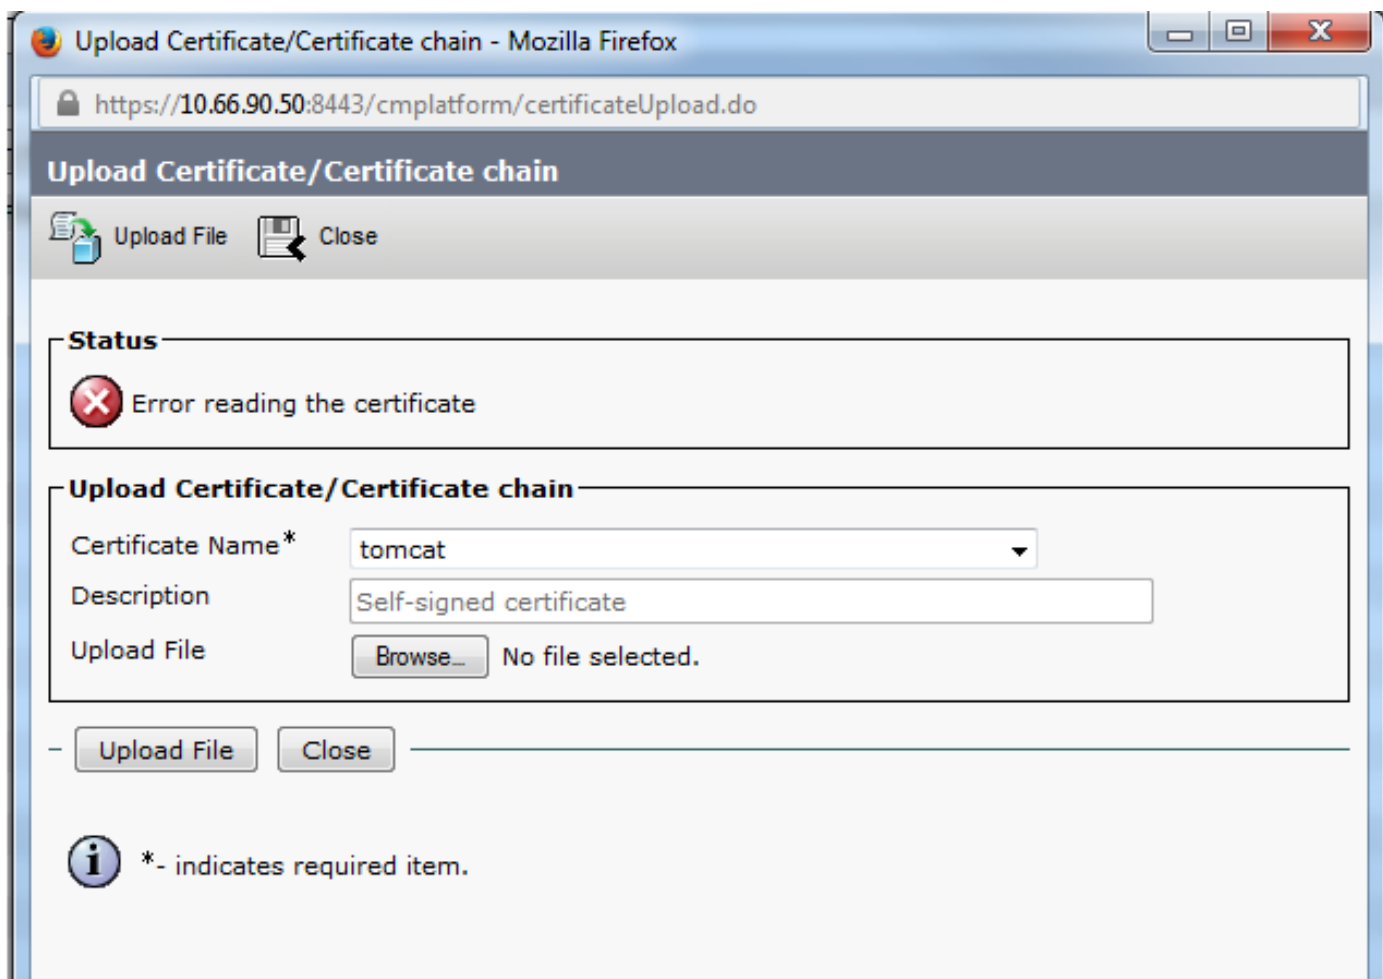 Upload Certificate/Certificate chain - Mozilla Firefox
https://10.66.90.50:8443/cmplatform/certificateUpload.do
Upload Certificate/Certificate chain
Upload File Close
Status
Error reading the certificate
Upload Certificate/Certificate chain
Certificate Name* tomcat
Description Self-signed certificate
Upload File Browse... No file selected.
Upload File Close
*- indicates required item.